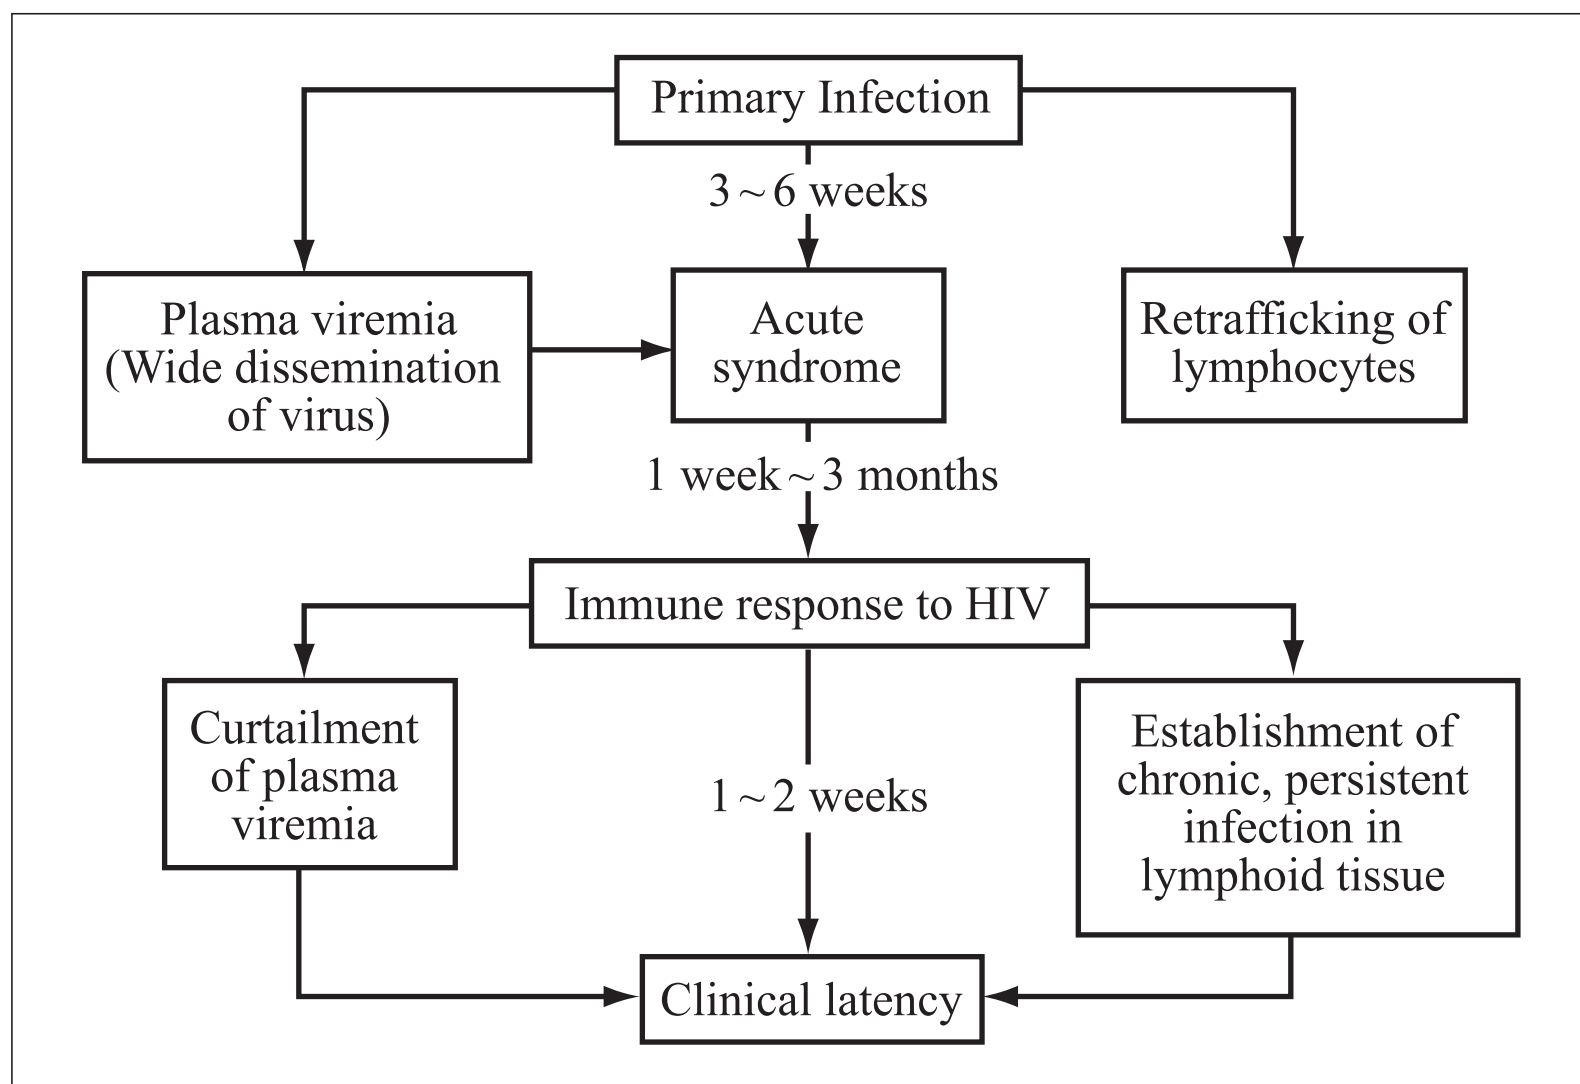 Primary Infection
3 ~ 6 weeks
Plasma viremia
(Wide dissemination
of virus)
Acute
syndrome
Retrafficking of
lymphocytes
1 week ~ 3 months
Immune response to HIV
Curtailment
of plasma
viremia
1 ~ 2 weeks
Establishment of
chronic, persistent
infection in
lymphoid tissue
Clinical latency